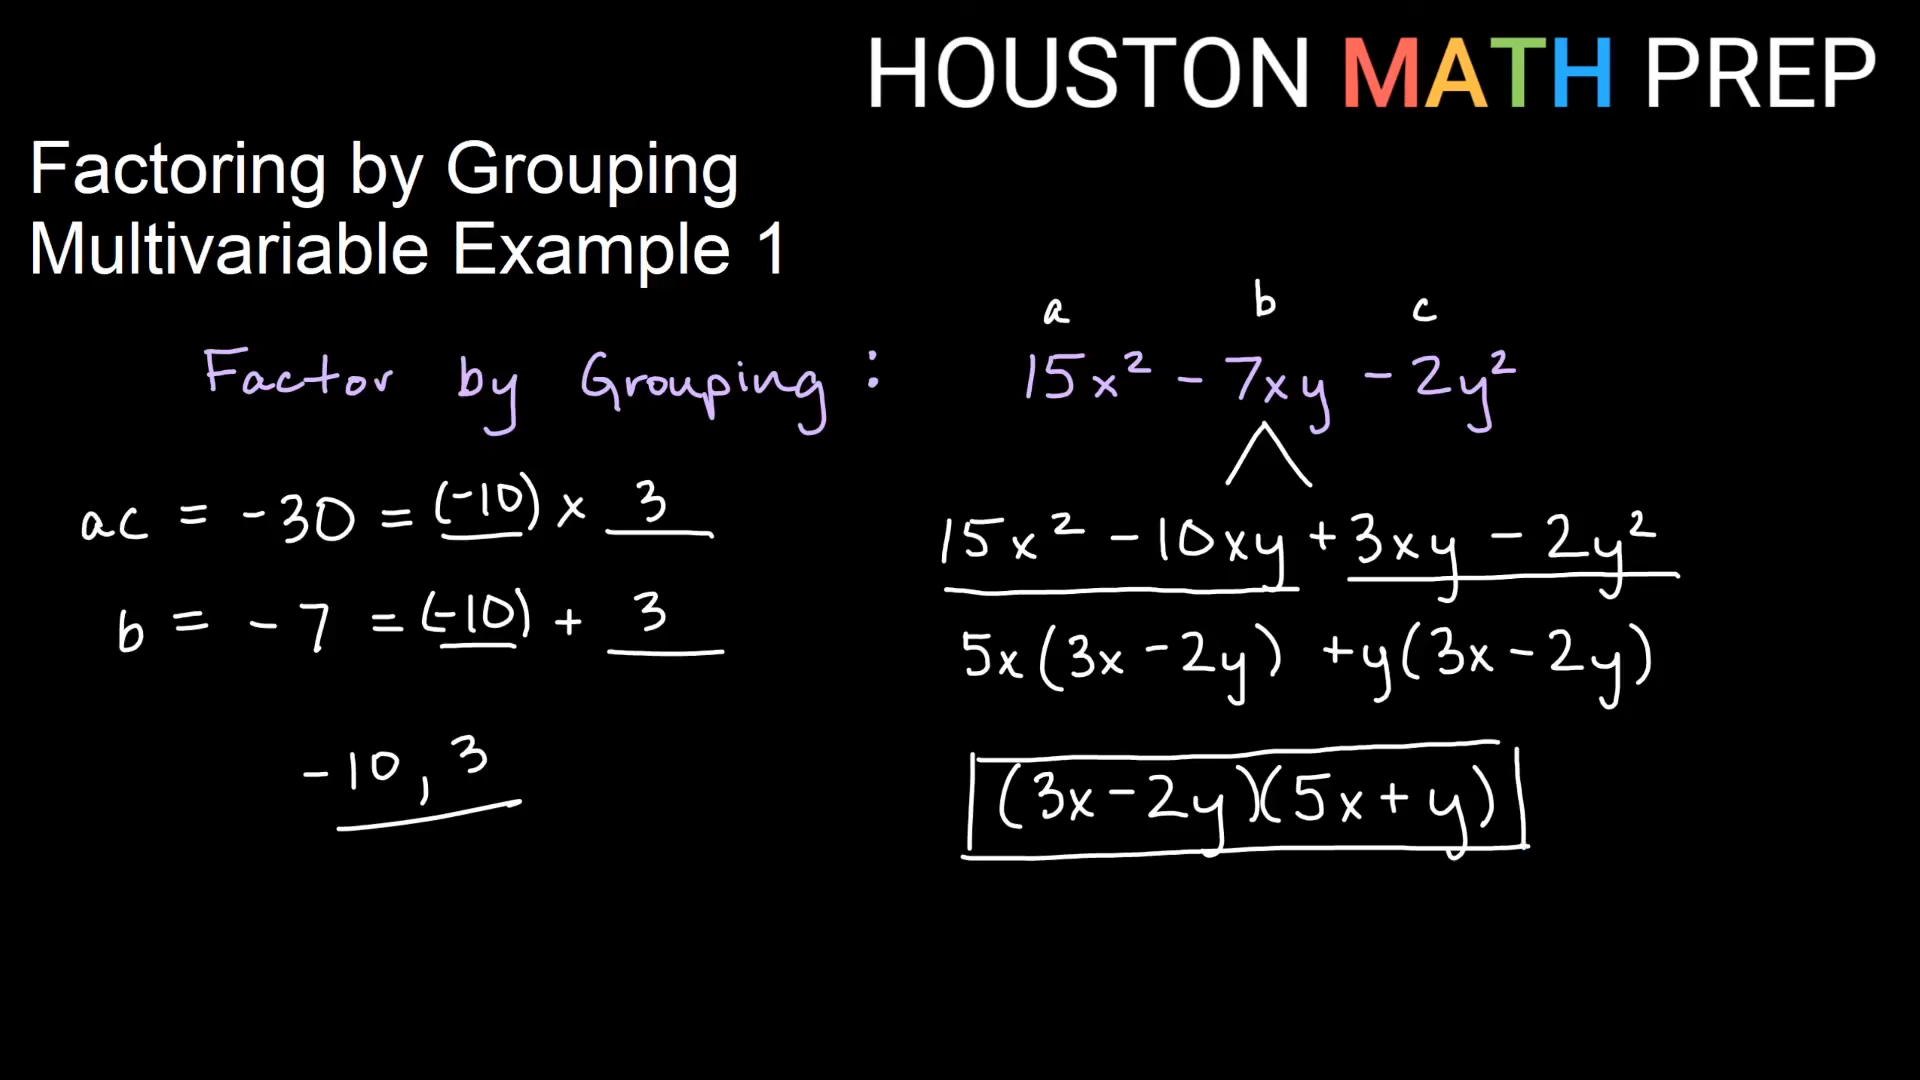 HOUSTON MATH PREP
Factoring by Grouping
Multivariable Example 1
a b c
Factor by Grouping : 15x² - 7xy - 2y²
ac = -30 = (-10) x 3
15x² - 10xy + 3xy - 2y²
b = -7 = (-10) + 3
5x(3x - 2y) + y(3x - 2y)
-10, 3
(3x - 2y)(5x + y)